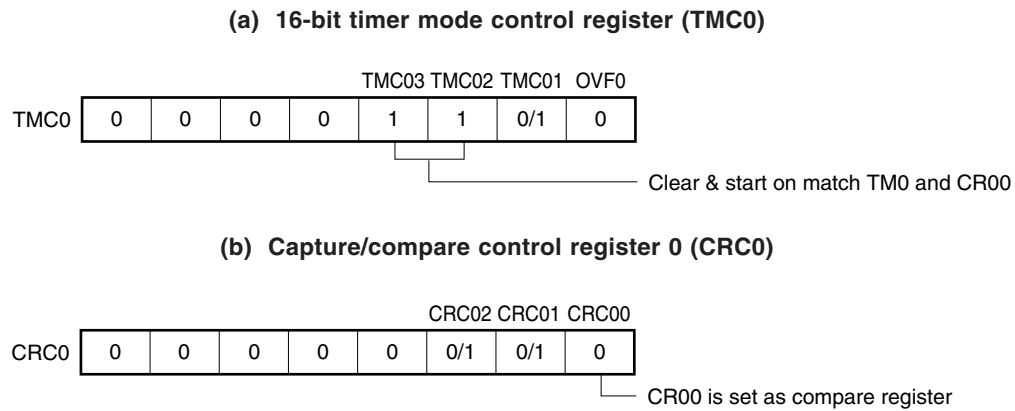 (a) 16-bit timer mode control register (TMC0)
TMC03 TMC02 TMC01 OVF0
TMC0 0 0 0 0 1 1 0/1 0
Clear & start on match TM0 and CR00
(b) Capture/compare control register 0 (CRC0)
CRC02 CRC01 CRC00
CRC0 0 0 0 0 0 0/1 0/1 0
CR00 is set as compare register